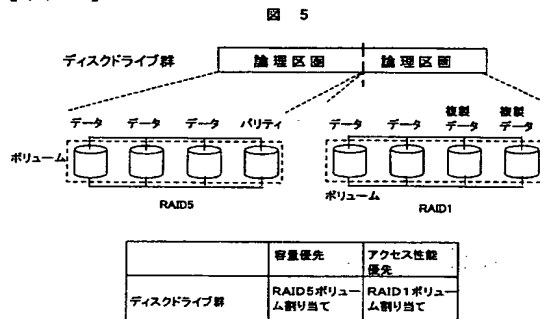 図 5
ディスクドライブ群 論理区画 論理区画
1
データ データ データ パリティ データ データ 複製データ 複製データ
ボリューム
ボリューム
RAID5 RAID1
容量優先 アクセス性能優先
ディスクドライブ群 RAID5ボリューム割り当て RAID1ボリューム割り当て